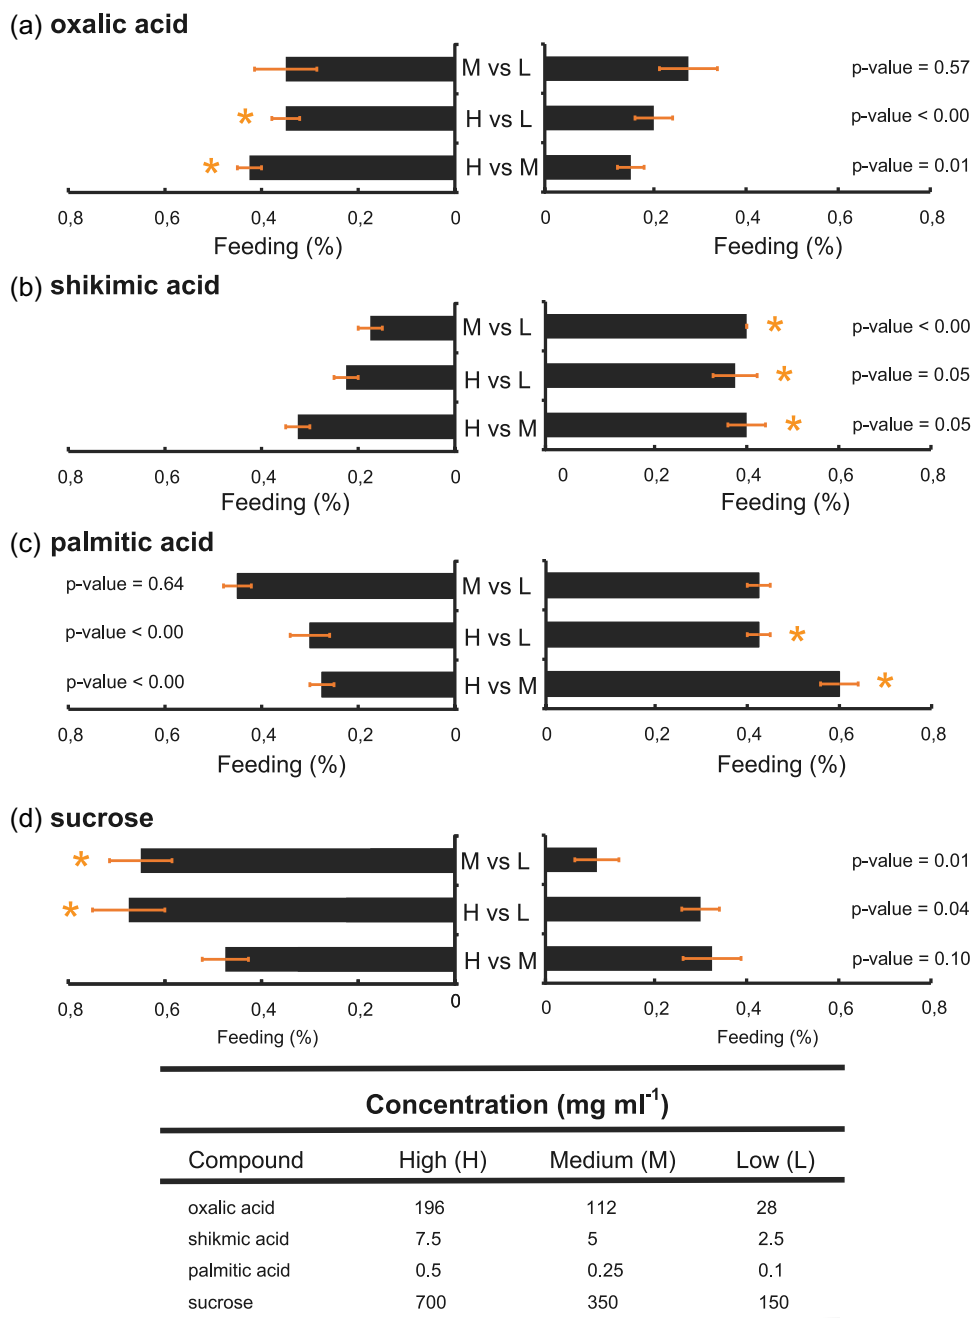 (a) oxalic acid
M vs L
p-value = 0.57
* H vs L
p-value < 0.00
* H vs M
p-value = 0.01
0,8 0,6 0,4 0,2 0 0 0,2 0,4 0,6 0,8
Feeding (%) Feeding (%)
(b) shikimic acid
M vs L * p-value < 0.00
H vs L * p-value = 0.05
H vs M * p-value = 0.05
0,8 0,6 0,4 0,2 0 0 0,2 0,4 0,6 0,8
Feeding (%) Feeding (%)
(c) palmitic acid
p-value = 0.64 M vs L
p-value < 0.00 H vs L *
p-value < 0.00 H vs M *
0,8 0,6 0,4 0,2 0 0 0,2 0,4 0,6 0,8
Feeding (%) Feeding (%)
(d) sucrose
* M vs L p-value = 0.01
* H vs L p-value = 0.04
H vs M p-value = 0.10
0,8 0,6 0,4 0,2 0 0 0,2 0,4 0,6 0,8
Feeding (%) Feeding (%)
Concentration (mg ml-1)
Compound High (H) Medium (M) Low (L)
oxalic acid 196 112 28
shikmic acid 7.5 5 2.5
palmitic acid 0.5 0.25 0.1
sucrose 700 350 150